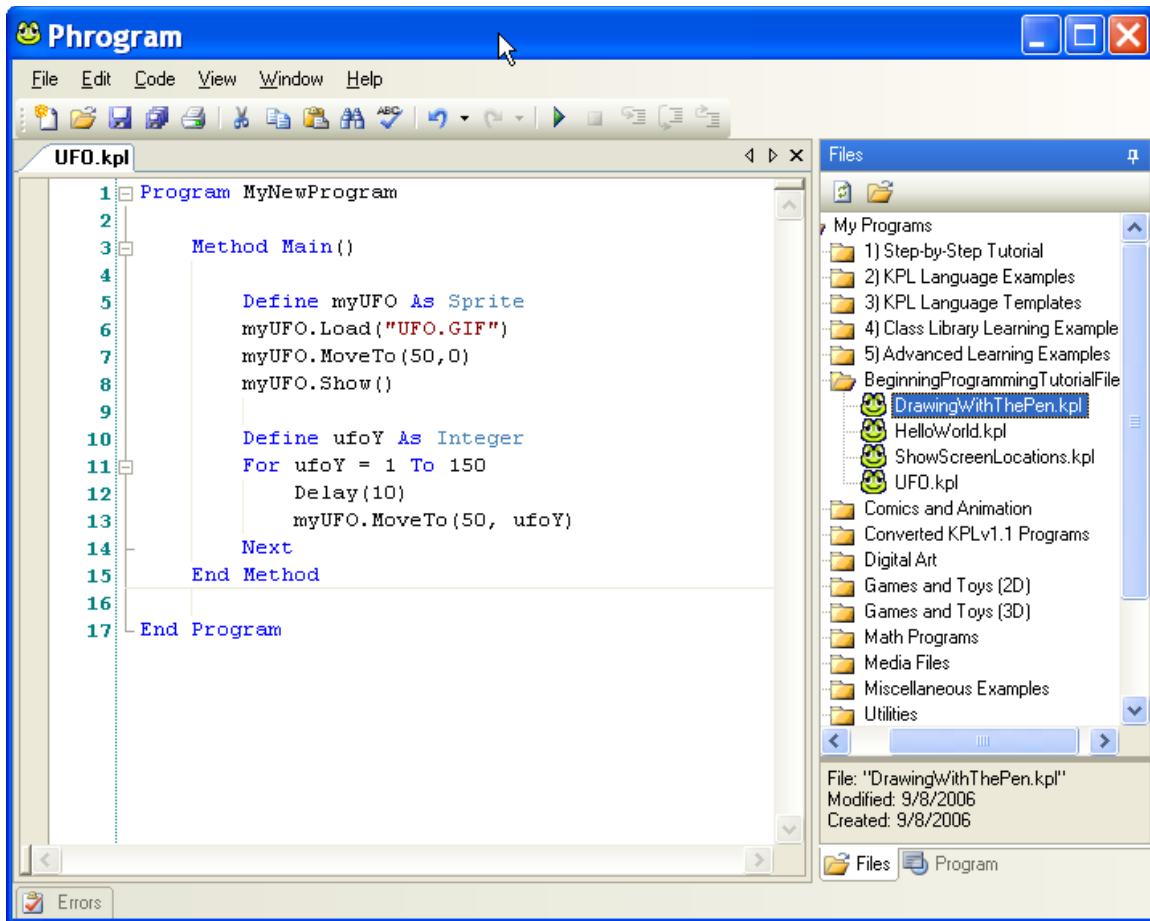 Phrogram
File Edit Code View Window Help
ABC
UFO.kpl
1 Program MyNewProgram
2
3 Method Main()
4
5 Define myUFO As Sprite
6 myUFO.Load("UFO.GIF")
7 myUFO.MoveTo(50,0)
8 myUFO.Show()
9
10 Define ufoY As Integer
11 For ufoY = 1 To 150
12 Delay(10)
13 myUFO.MoveTo(50, ufoY)
14 Next
15 End Method
16
17 End Program
Files
My Programs
1) Step-by-Step Tutorial
2) KPL Language Examples
3) KPL Language Templates
4) Class Library Learning Example
5) Advanced Learning Examples
BeginningProgrammingTutorialFile
DrawingWithThePen.kpl
HelloWorld.kpl
ShowScreenLocations.kpl
UFO.kpl
Comics and Animation
Converted KPLv1.1 Programs
Digital Art
Games and Toys (2D)
Games and Toys (3D)
Math Programs
Media Files
Miscellaneous Examples
Utilities
File: "DrawingWithThePen.kpl"
Modified: 9/8/2006
Created: 9/8/2006
Files Program
Errors